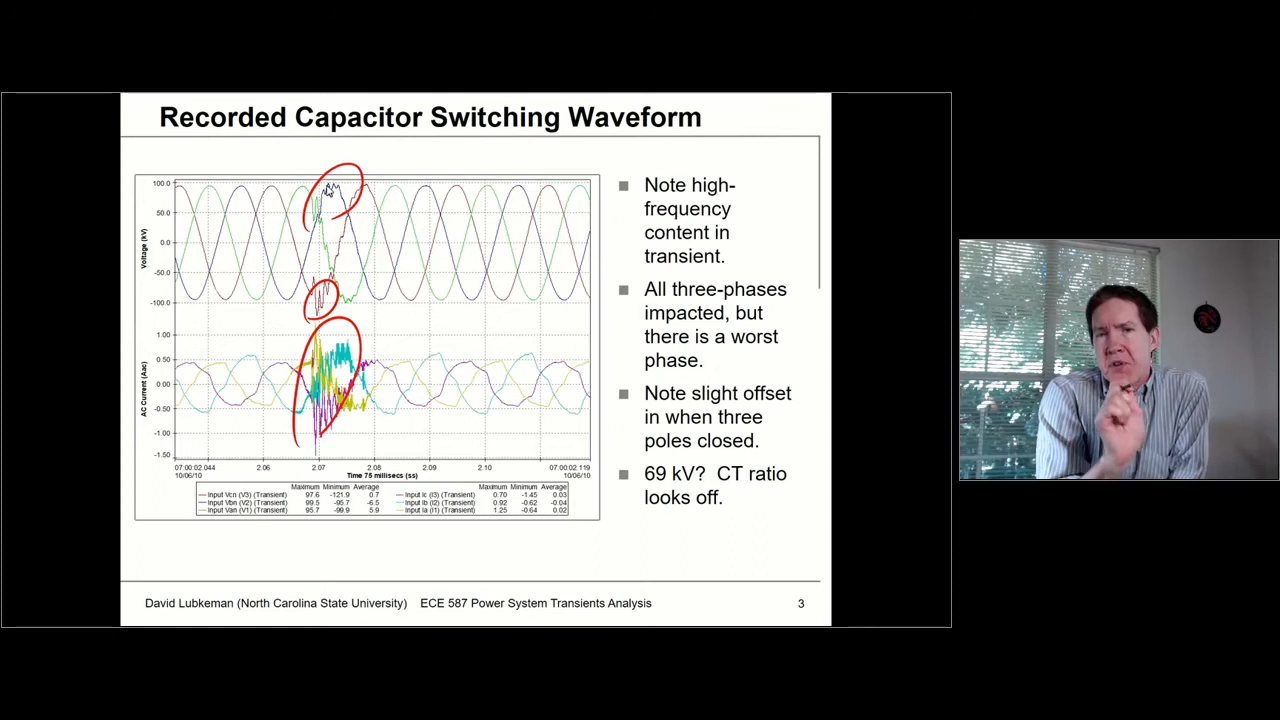 Recorded Capacitor Switching Waveform
100.0
50.0
0.0
-50.0
-100.0
Voltage (kV)
1.00
0.50
0.00
-0.50
-1.00
-1.50
AC Current (Aac)
07:00:02.044 2.06 2.07 2.08 2.09 2.10 07:00:02.119
10/06/10 Time 75 millisecs (ss) 10/06/10
Maximum Minimum Average Maximum Minimum Average
Input Vcn (V3) (Transient) 97.6 -121.9 0.7 Input Ic (I3) (Transient) 0.70 -1.45 0.03
Input Vbn (V2) (Transient) 99.5 -95.7 -6.5 Input Ib (I2) (Transient) 0.92 -0.62 -0.04
Input Van (V1) (Transient) 95.7 -99.9 5.9 Input Ia (I1) (Transient) 1.25 -0.64 0.02
Note high-
frequency
content in
transient.
All three-phases
impacted, but
there is a worst
phase.
Note slight offset
in when three
poles closed.
69 kV? CT ratio
looks off.
David Lubkeman (North Carolina State University) ECE 587 Power System Transients Analysis 3